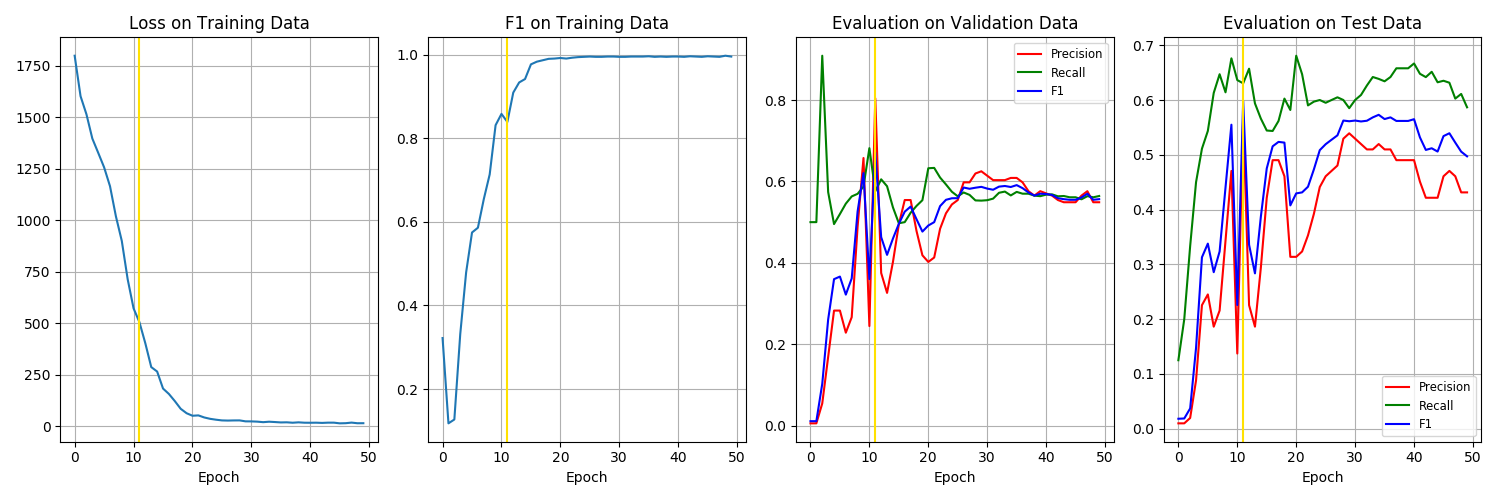 Loss on Training Data
1750
1500
1250
1000
750
500
250
0
0 10 20 30 40 50
Epoch
F1 on Training Data
1.0
0.8
0.6
0.4
0.2
0 10 20 30 40 50
Epoch
Evaluation on Validation Data
Precision
Recall
F1
0.8
0.6
0.4
0.2
0.0
0 10 20 30 40 50
Epoch
Evaluation on Test Data
0.7
0.6
0.5
0.4
0.3
0.2
0.1
0.0
Precision
Recall
F1
0 10 20 30 40 50
Epoch